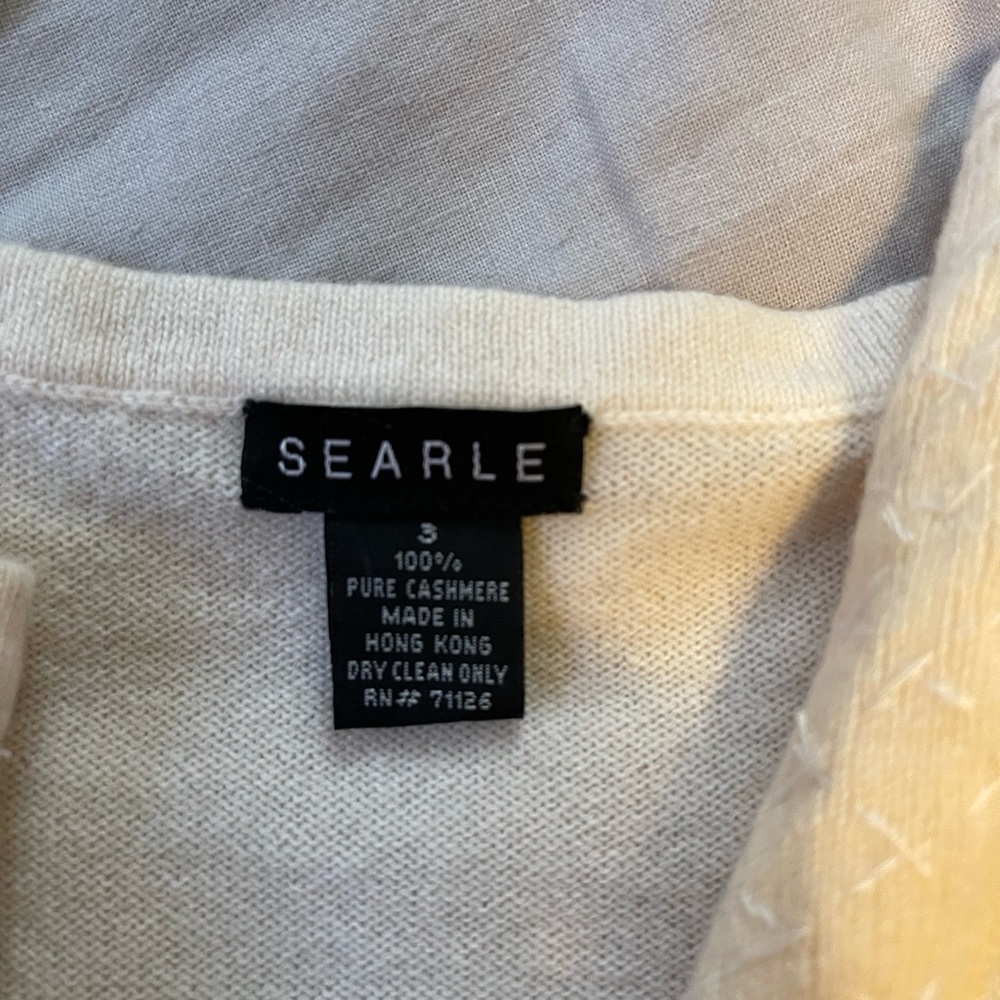 SEARLE
3
100%
PURE CASHMERE
MADE IN
HONG KONG
DRY CLEAN ONLY
RN# 71126